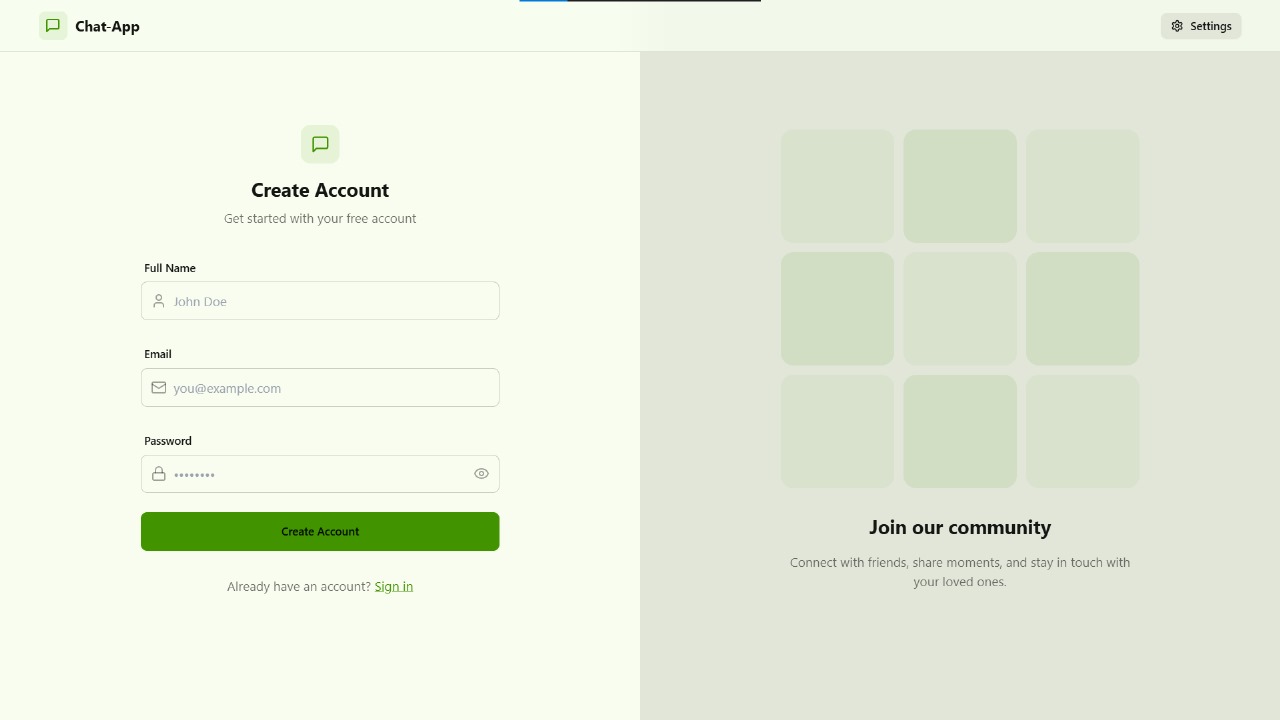 Chat-App
Settings
Create Account
Get started with your free account
Full Name
John Doe
Email
you@example.com
Password
••••••••
Create Account
Already have an account? Sign in
Join our community
Connect with friends, share moments, and stay in touch with
your loved ones.